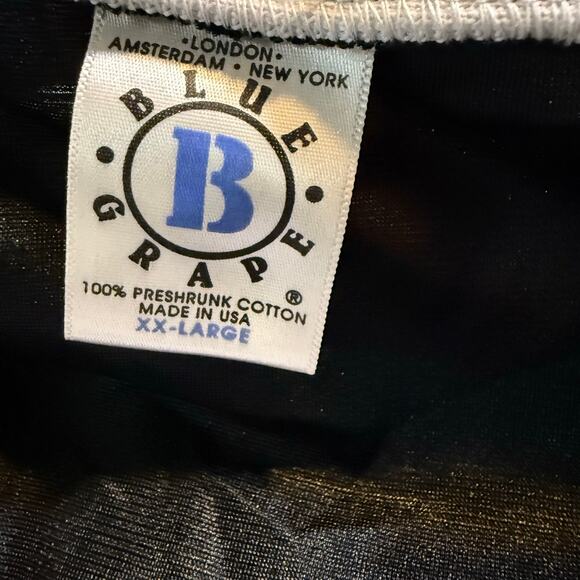 •LONDON•
AMSTERDAM • NEW YORK
BLUE
B
• GRAPE •
®
100% PRESHRUNK COTTON
MADE IN USA
XX-LARGE